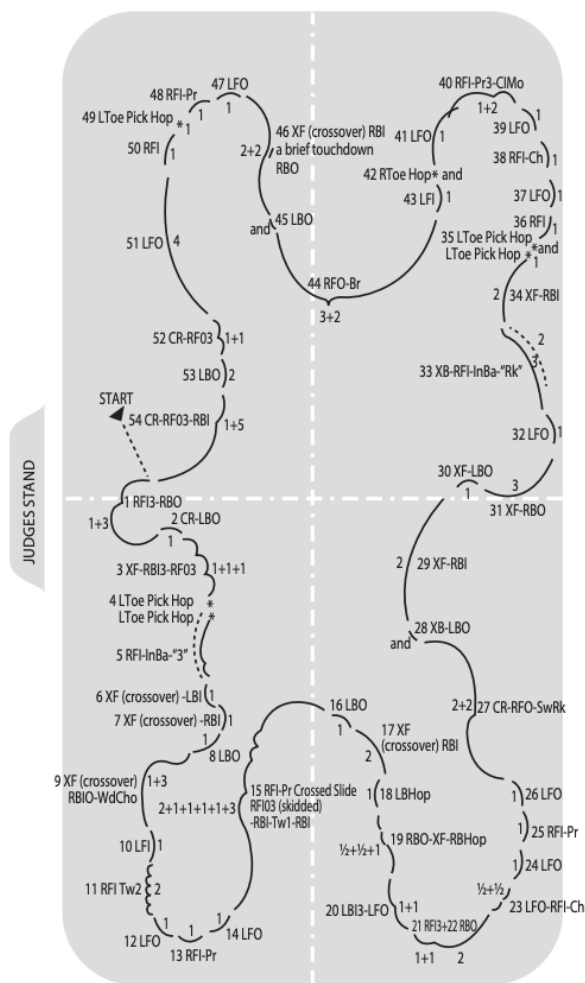 40 RFI-Pr3-ClMo
1+2
47 LFO
48 RFI-Pr
1
1
49 LToe Pick Hop
*
1
50 RFI
1
46 XF (crossover) RBI
a brief touchdown
RBO
2+2
45 LBO
and
41 LFO
1
42 RToe Hop* and
43 LFI
1
1
39 LFO
38 RFI-Ch
1
37 LFO
1
36 RFI
1
35 LToe Pick Hop
*and
LToe Pick Hop
*
1
51 LFO
4
44 RFO-Br
3+2
2
34 XF-RBI
2
3
33 XB-RFI-InBa-"Rk"
52 CR-RF03
1+1
53 LBO
2
START
54 CR-RF03-RBI
1+5
32 LFO
1
30 XF-LBO
1
3
31 XF-RBO
JUDGES STAND
1 RFI3-RBO
1+3
2 CR-LBO
1
3 XF-RBI3-RF03
1+1+1
4 LToe Pick Hop
*
LToe Pick Hop
*
5 RFI-InBa-"3"
2
29 XF-RBI
28 XB-LBO
and
6 XF (crossover) -LBI
1
7 XF (crossover) -RBI
1
1
8 LBO
16 LBO
1
17 XF
(crossover) RBI
2
2+2
27 CR-RFO-SwRk
9 XF (crossover)
RBIO-WdCho
1+3
2+1+1+1+1+3
15 RFI-Pr Crossed Slide
RFI03 (skidded)
-RBI-Tw1-RBI
1
18 LBHop
1
26 LFO
1
25 RFI-Pr
10 LFI
1
½+½+1
19 RBO-XF-RBHop
1
24 LFO
11 RFI Tw2
2
½+½
23 LFO-RFI-Ch
20 LBI3-LFO
1+1
21 RFI3+22 RBO
1+1
2
12 LFO
1
1
13 RFI-Pr
1
14 LFO